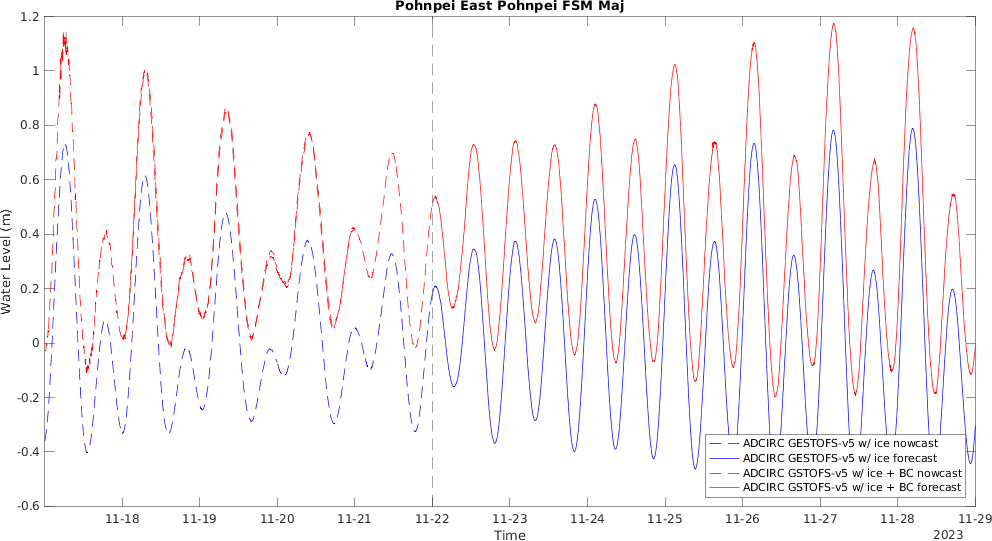 Pohnpei East Pohnpei FSM Maj
Water Level (m)
1.2
1
0.8
0.6
0.4
0.2
0
-0.2
-0.4
-0.6
ADCIRC GESTOFS-v5 w/ ice nowcast
ADCIRC GESTOFS-v5 w/ ice forecast
ADCIRC GSTOFS-v5 w/ ice + BC nowcast
ADCIRC GSTOFS-v5 w/ ice + BC forecast
11-18 11-19 11-20 11-21 11-22 11-23 11-24 11-25 11-26 11-27 11-28 11-29
Time
2023